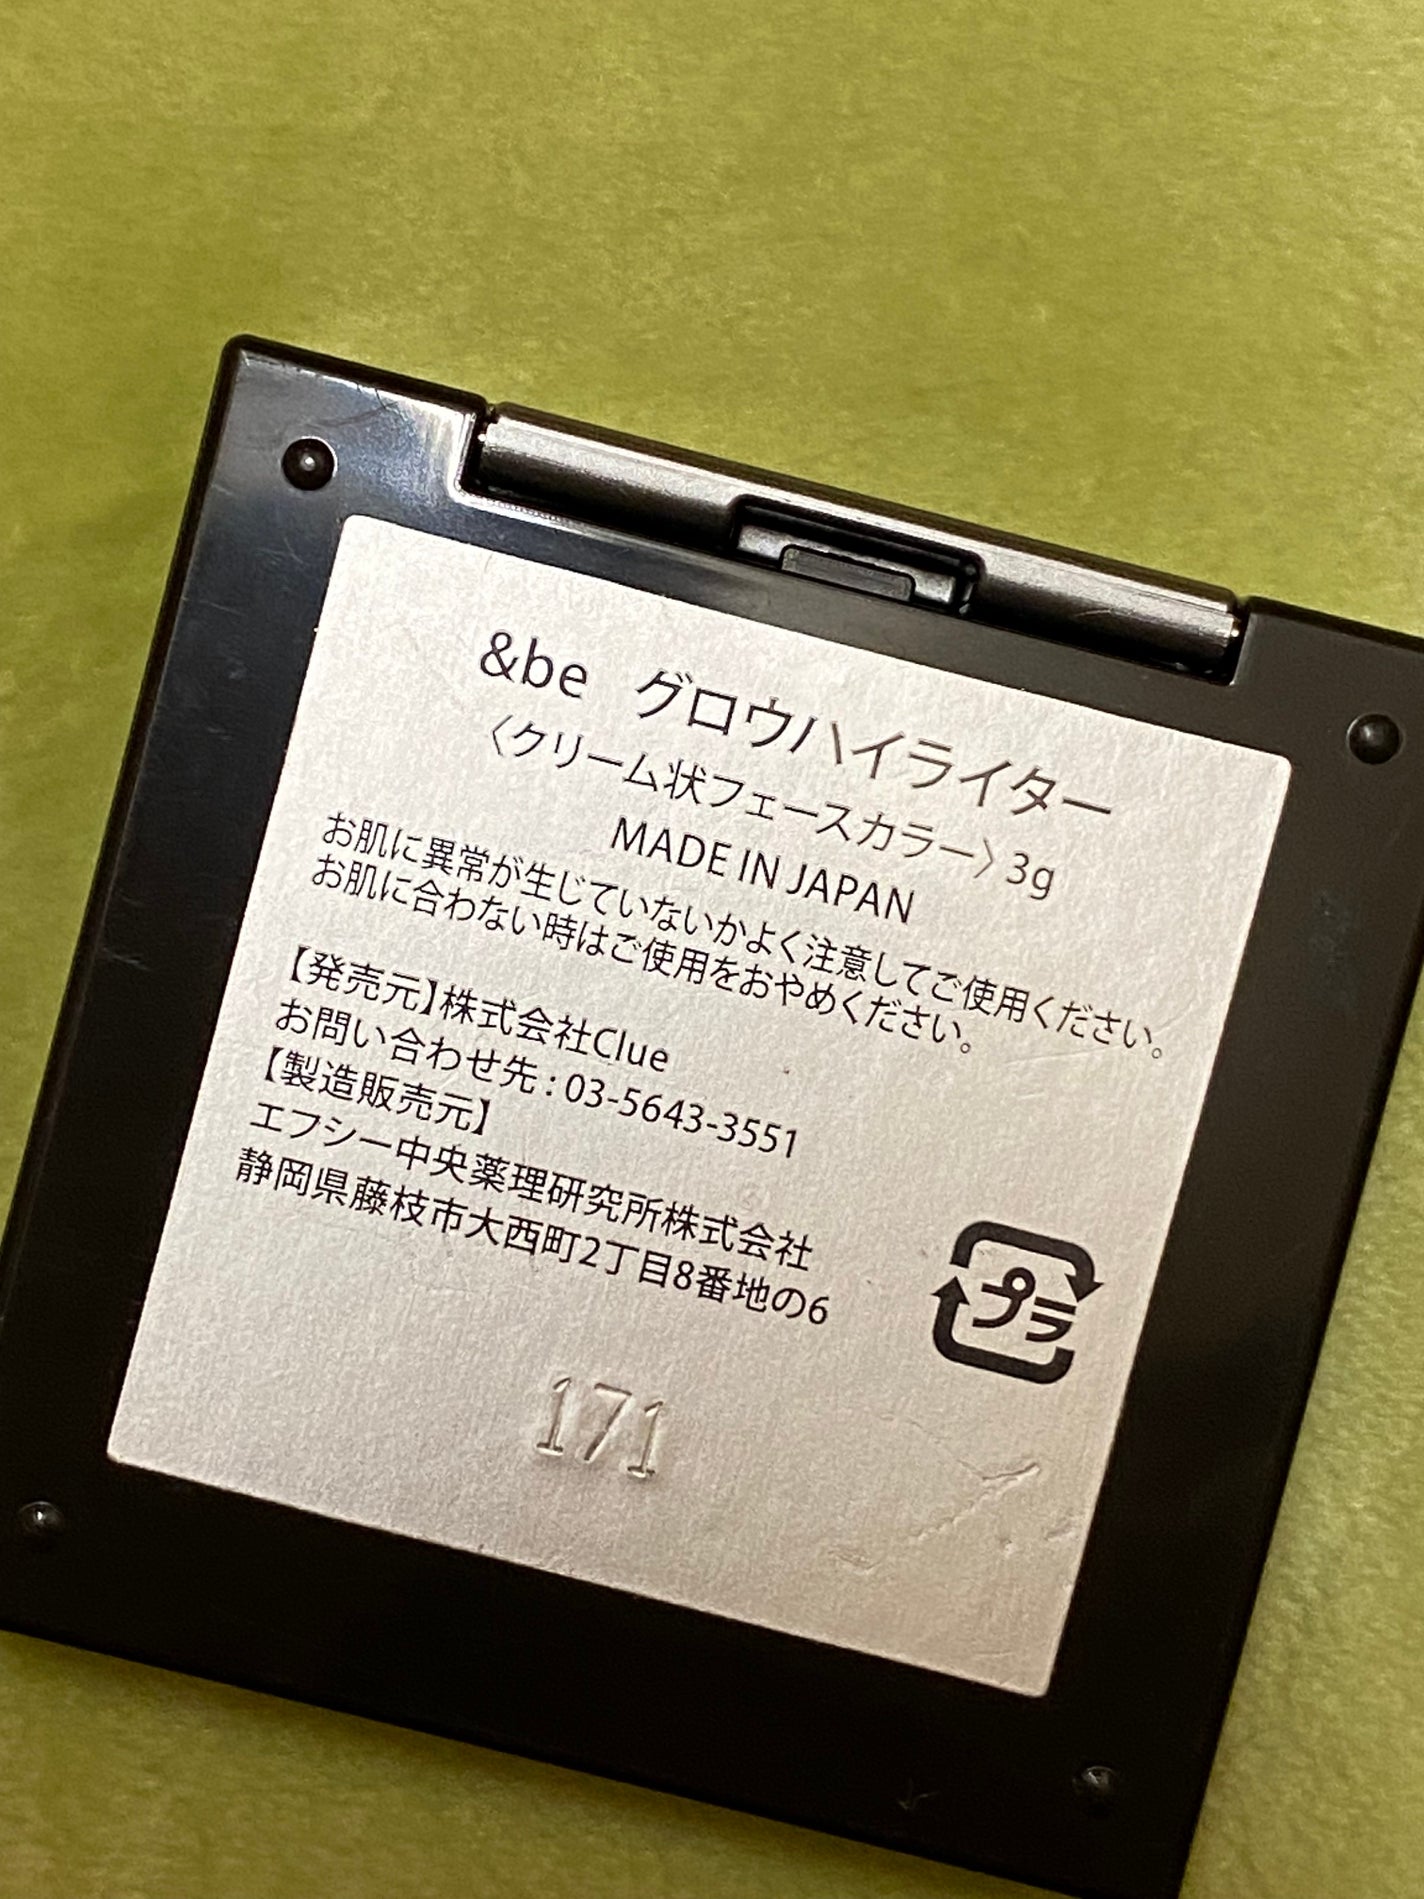 &be グロウハイライター
〈クリーム状フェースカラー〉3g
MADE IN JAPAN
お肌に異常が生じていないかよく注意してご使用ください。
お肌に合わない時はご使用をおやめください。
【発売元】株式会社Clue
お問い合わせ先：03-5643-3551
【製造販売元】
エフシー中央薬理研究所株式会社
静岡県藤枝市大西町2丁目8番地の6
プラ
171